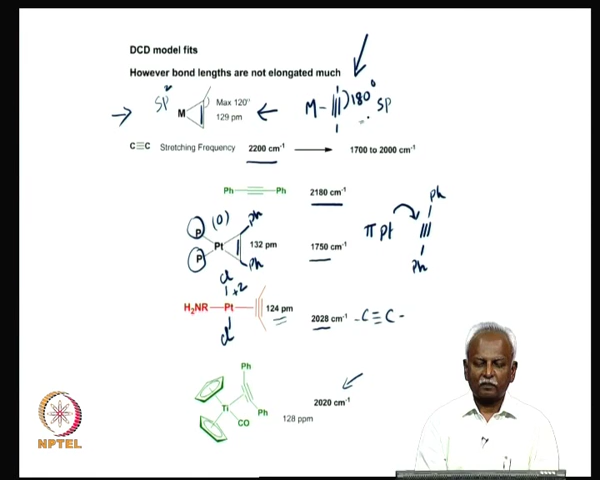 DCD model fits
However bond lengths are not elongated much
SP²
M
Max 120°
129 pm
M-
180°
SP
C≡C Stretching Frequency 2200 cm⁻¹ 1700 to 2000 cm⁻¹
Ph Ph 2180 cm⁻¹
Ph
(0)
Ph
P
Pt
132 pm
1750 cm⁻¹
π Pt
P
Ph
Ph
cl
+2
H₂NR Pt
124 pm
2028 cm⁻¹
-C≡C-
cl
Ph
Ti
Ph
CO
2020 cm⁻¹
128 ppm
NPTEL